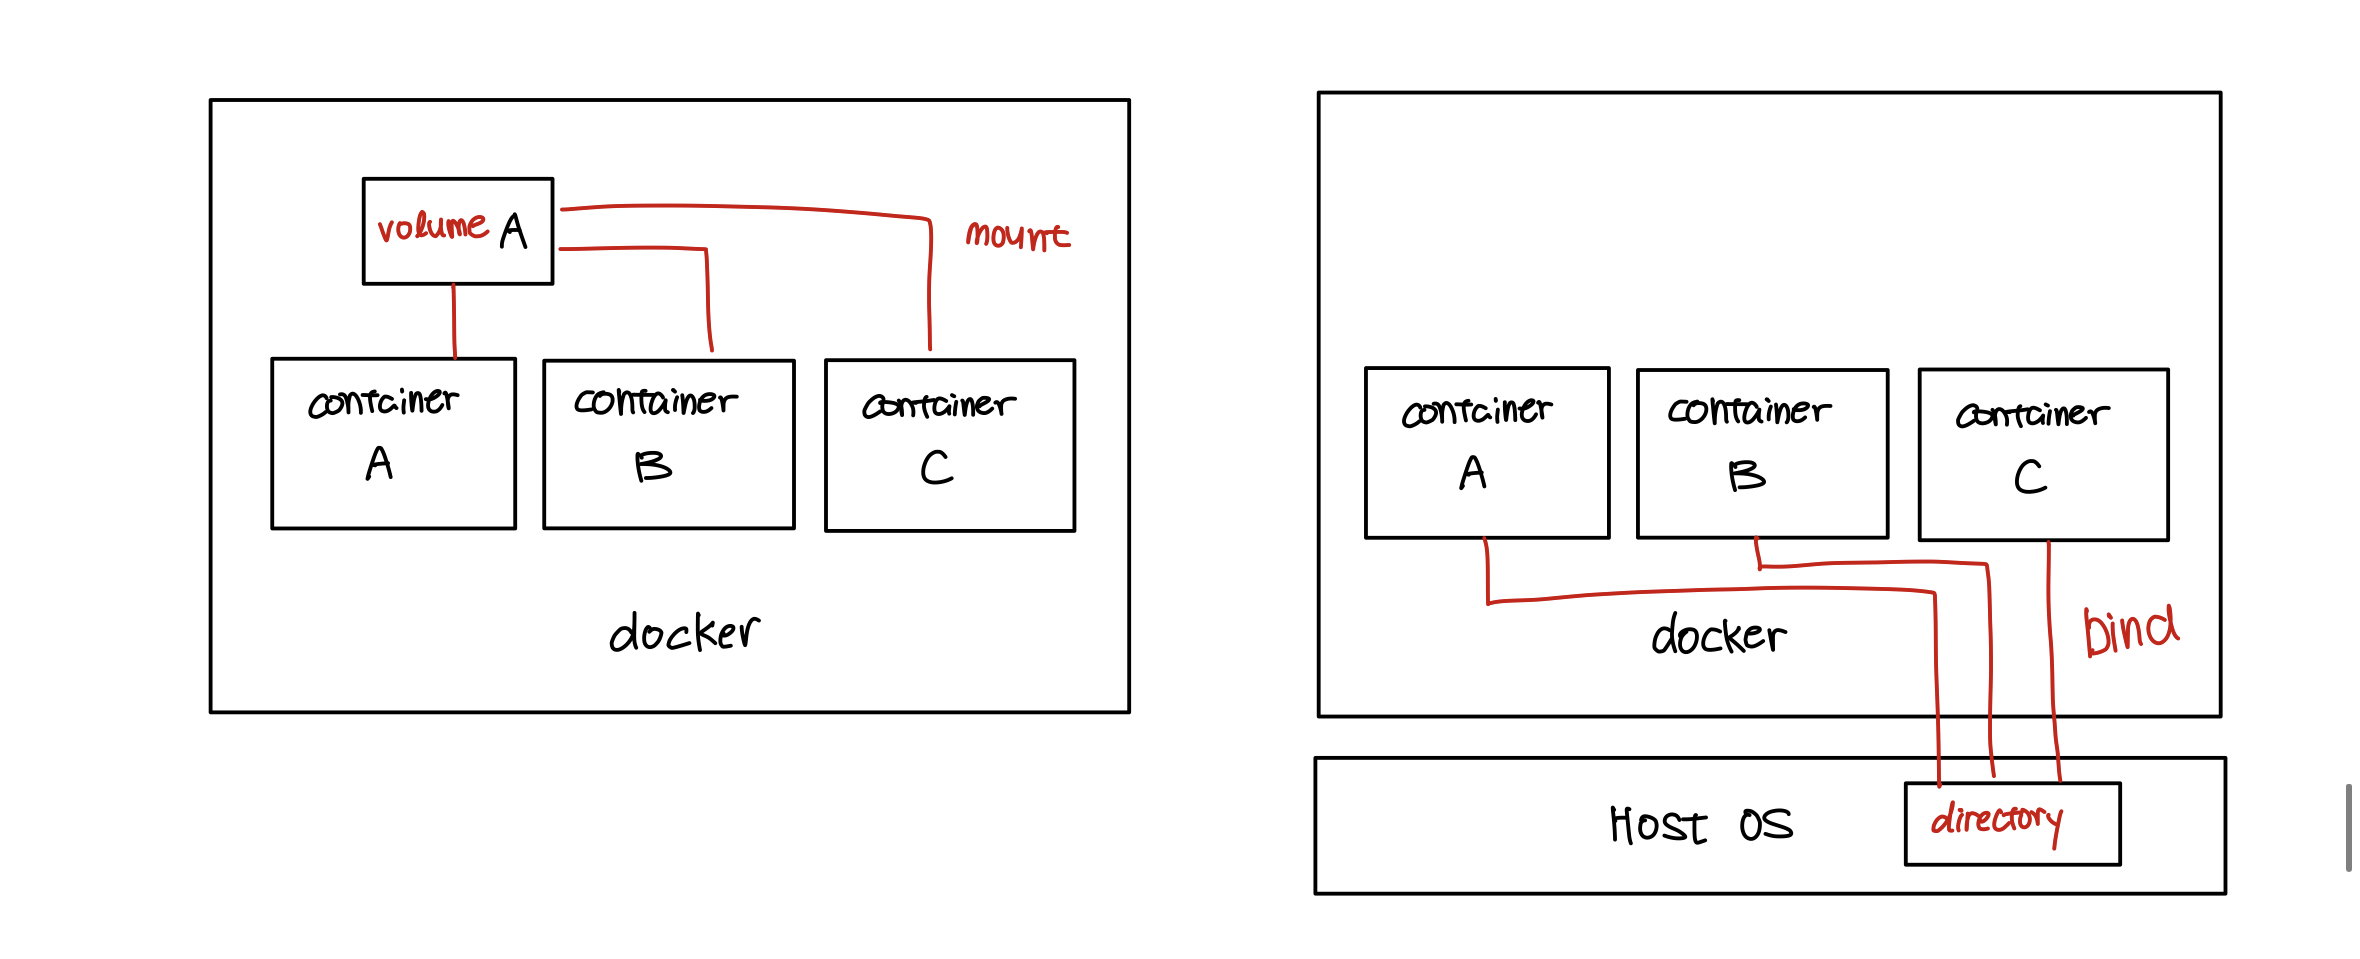 volume A
mount
container
A
container
B
container
C
docker
container
A
container
B
container
C
docker
bind
Host OS
directory